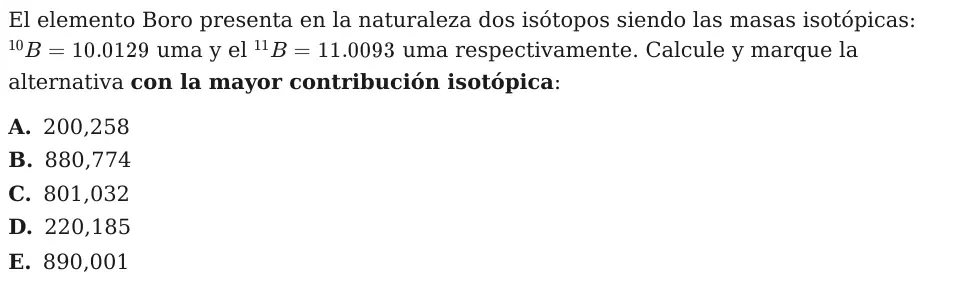 El elemento Boro presenta en la naturaleza dos isótopos siendo las masas isotópicas:
¹⁰B = 10.0129 uma y el ¹¹B = 11.0093 uma respectivamente. Calcule y marque la
alternativa con la mayor contribución isotópica:
A. 200,258
B. 880,774
C. 801,032
D. 220,185
E. 890,001